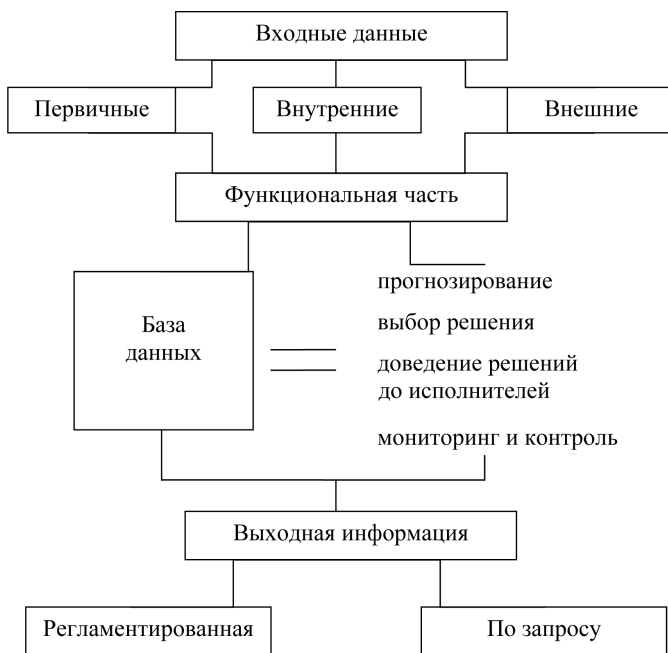 Входные данные
Первичные
Внутренние
Внешние
Функциональная часть
База
данных
прогнозирование
выбор решения
доведение решений
до исполнителей
мониторинг и контроль
Выходная информация
Регламентированная
По запросу